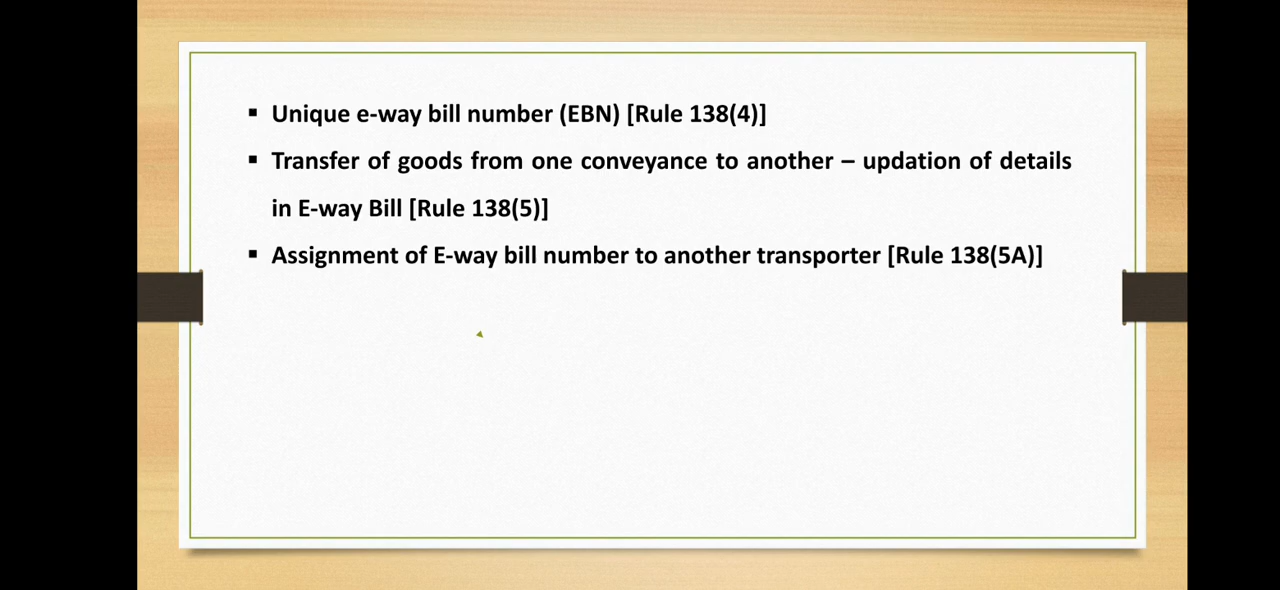 ▪ Unique e-way bill number (EBN) [Rule 138(4)]
▪ Transfer of goods from one conveyance to another – updation of details
in E-way Bill [Rule 138(5)]
▪ Assignment of E-way bill number to another transporter [Rule 138(5A)]